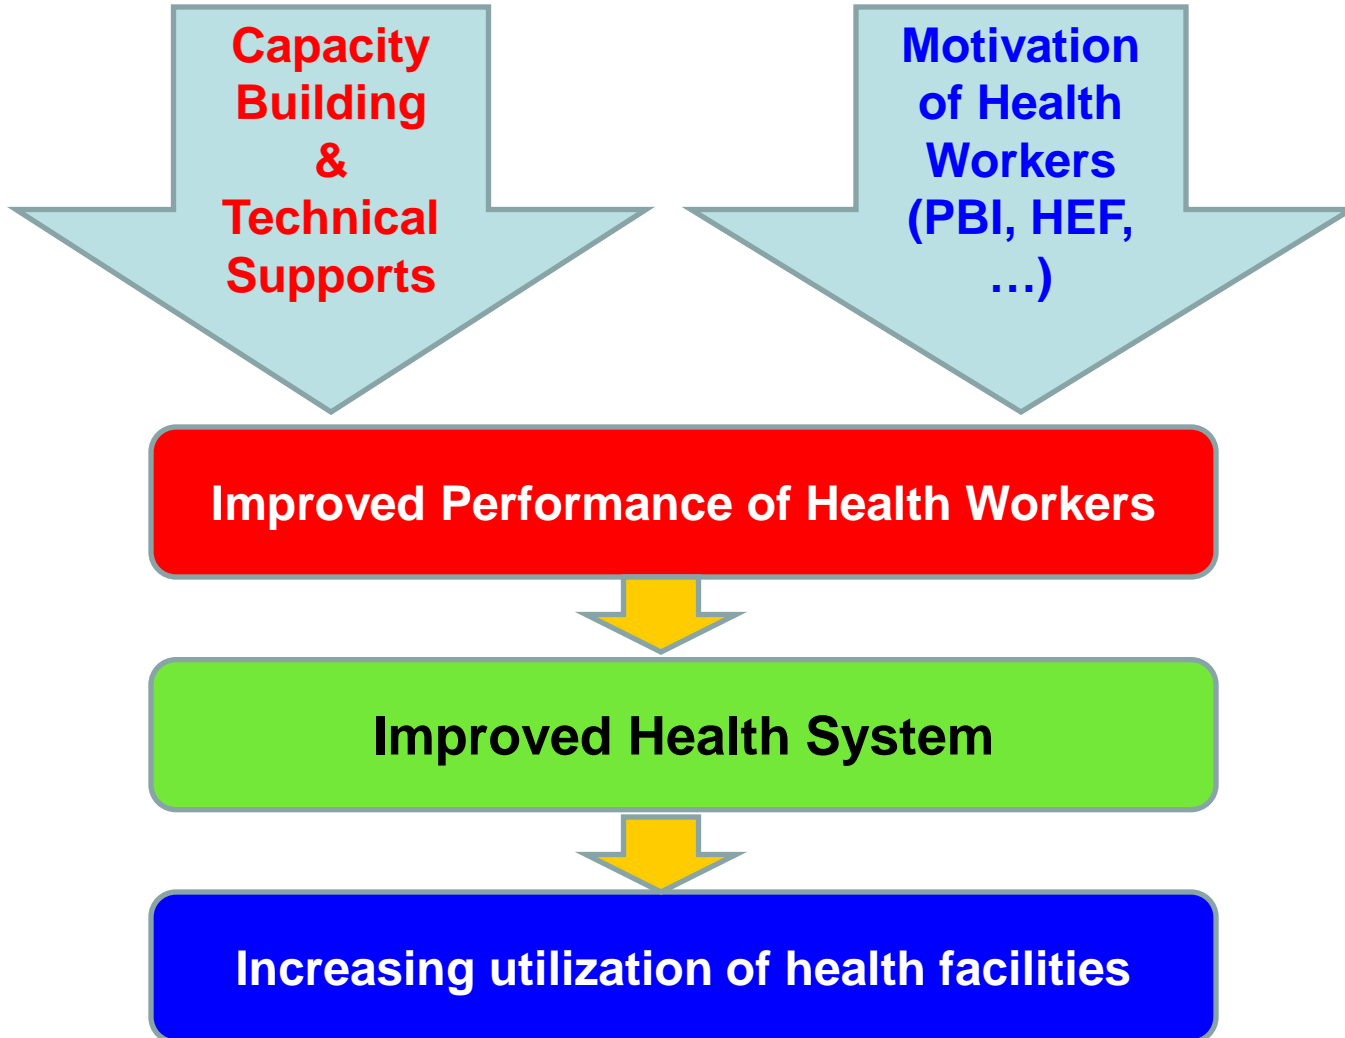 Capacity
Building
&
Technical
Supports
Motivation
of Health
Workers
(PBI, HEF,
…)
Improved Performance of Health Workers
Improved Health System
Increasing utilization of health facilities